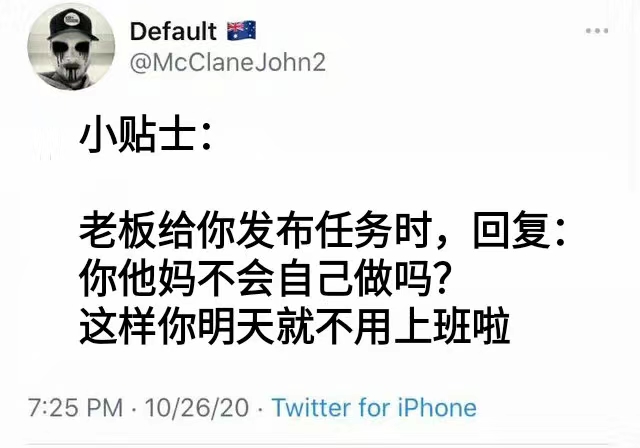 Default 🇦🇺
@McClaneJohn2
小贴士：
老板给你发布任务时，回复：
你他妈不会自己做吗？
这样你明天就不用上班啦
7:25 PM · 10/26/20 · Twitter for iPhone